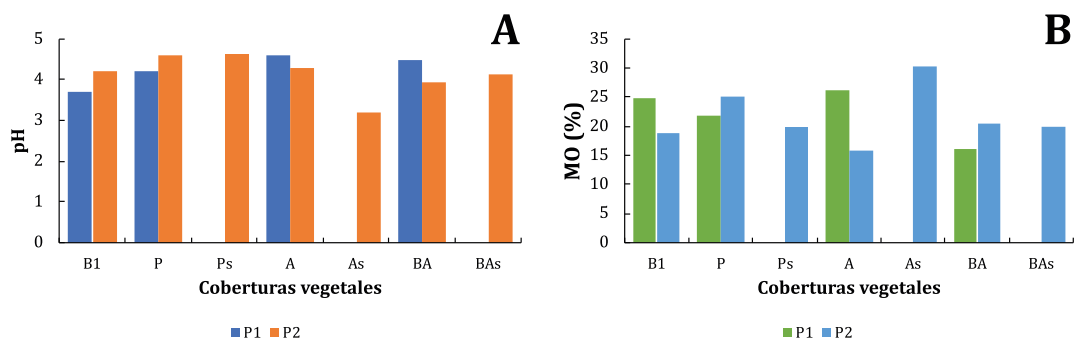 A
5
4
3
2
1
0
pH
B1 P Ps A As BA BAs
Coberturas vegetales
P1 P2
B
35
30
25
20
15
10
5
0
MO (%)
B1 P Ps A As BA BAs
Coberturas vegetales
P1 P2